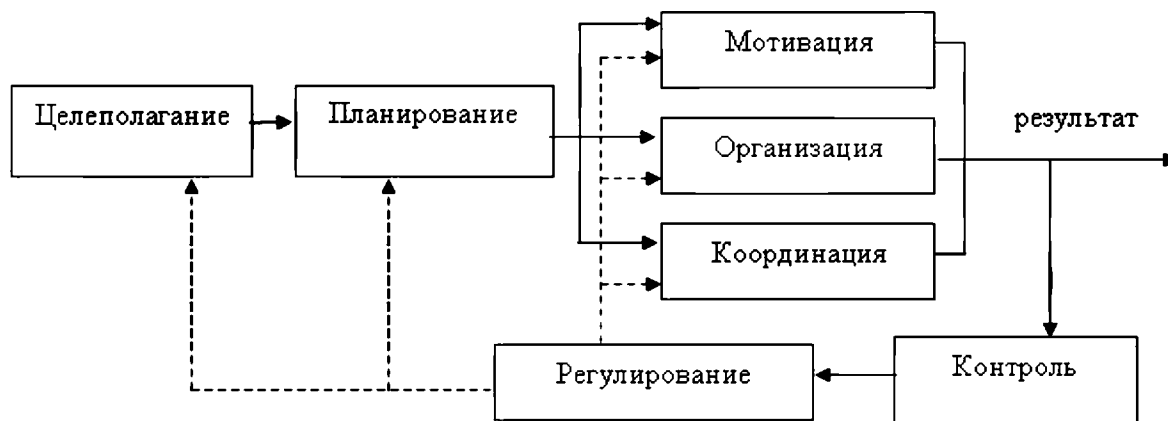 Мотивация
Целеполагание
Планирование
Организация
результат
Координация
Регулирование
Контроль